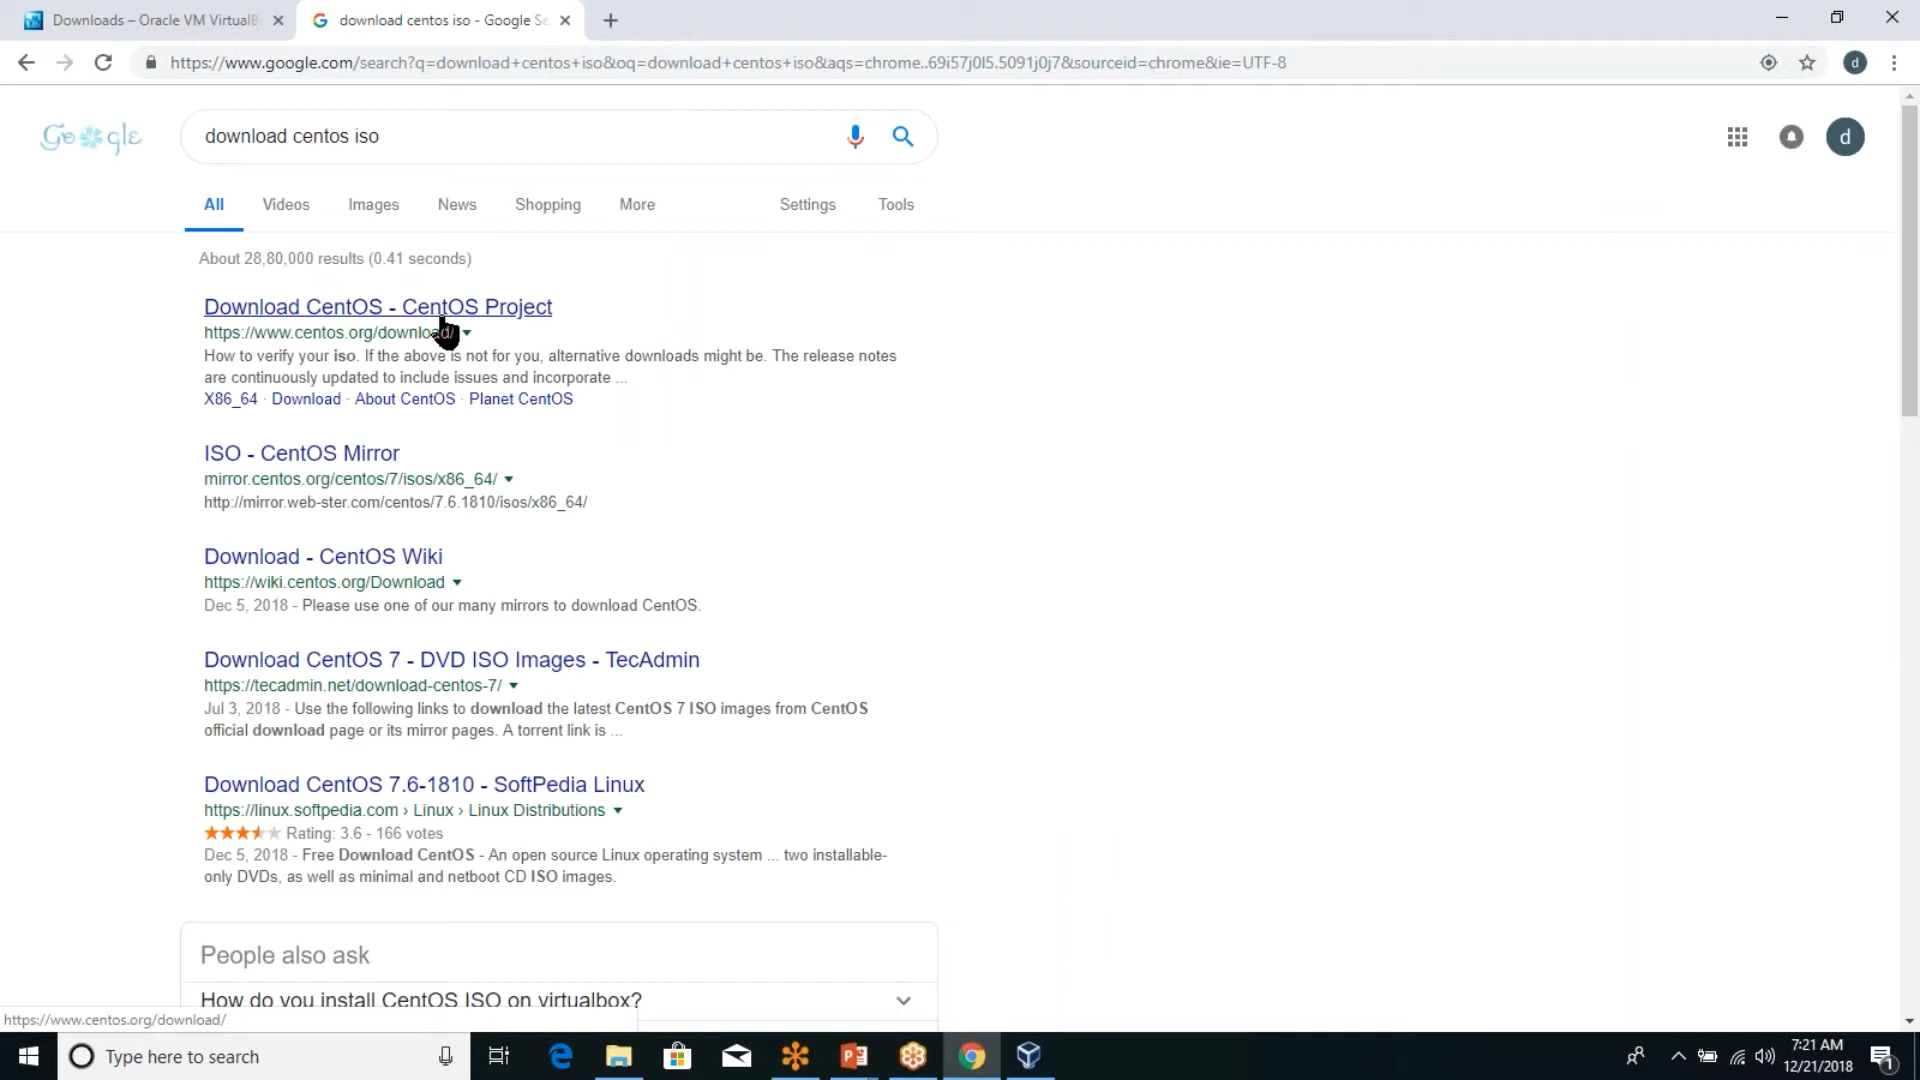 Downloads – Oracle VM VirtualB
download centos iso - Google Se
https://www.google.com/search?q=download+centos+iso&oq=download+centos+iso&aqs=chrome..69i57j0l5.5091j0j7&sourceid=chrome&ie=UTF-8
d
Google
download centos iso
d
All Videos Images News Shopping More Settings Tools
About 28,80,000 results (0.41 seconds)
Download CentOS - CentOS Project
https://www.centos.org/download/
How to verify your iso. If the above is not for you, alternative downloads might be. The release notes
are continuously updated to include issues and incorporate ...
X86_64 · Download · About CentOS · Planet CentOS
ISO - CentOS Mirror
mirror.centos.org/centos/7/isos/x86_64/
http://mirror.web-ster.com/centos/7.6.1810/isos/x86_64/
Download - CentOS Wiki
https://wiki.centos.org/Download
Dec 5, 2018 - Please use one of our many mirrors to download CentOS.
Download CentOS 7 - DVD ISO Images - TecAdmin
https://tecadmin.net/download-centos-7/
Jul 3, 2018 - Use the following links to download the latest CentOS 7 ISO images from CentOS
official download page or its mirror pages. A torrent link is ...
Download CentOS 7.6-1810 - SoftPedia Linux
https://linux.softpedia.com › Linux › Linux Distributions
Rating: 3.6 - 166 votes
Dec 5, 2018 - Free Download CentOS - An open source Linux operating system ... two installable-
only DVDs, as well as minimal and netboot CD ISO images.
People also ask
How do you install CentOS ISO on virtualbox?
https://www.centos.org/download/
Type here to search
7:21 AM
12/21/2018
1